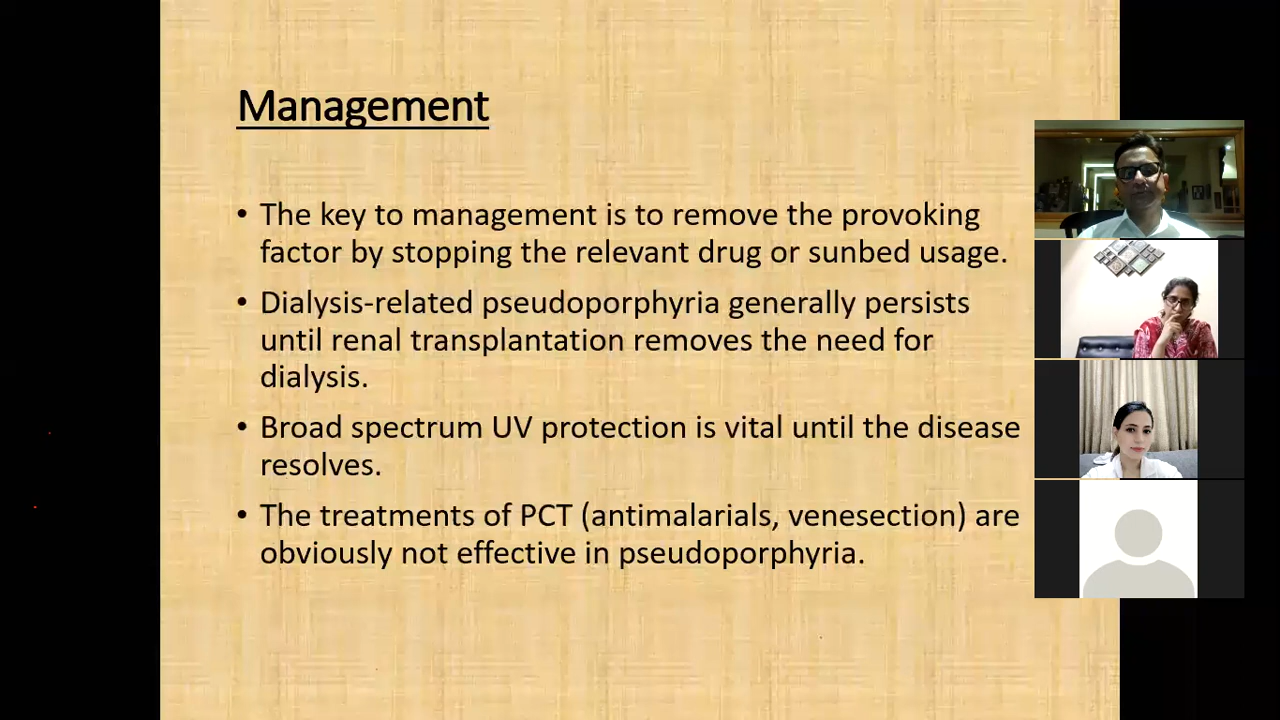 Management
• The key to management is to remove the provoking
factor by stopping the relevant drug or sunbed usage.
• Dialysis-related pseudoporphyria generally persists
until renal transplantation removes the need for
dialysis.
• Broad spectrum UV protection is vital until the disease
resolves.
• The treatments of PCT (antimalarials, venesection) are
obviously not effective in pseudoporphyria.